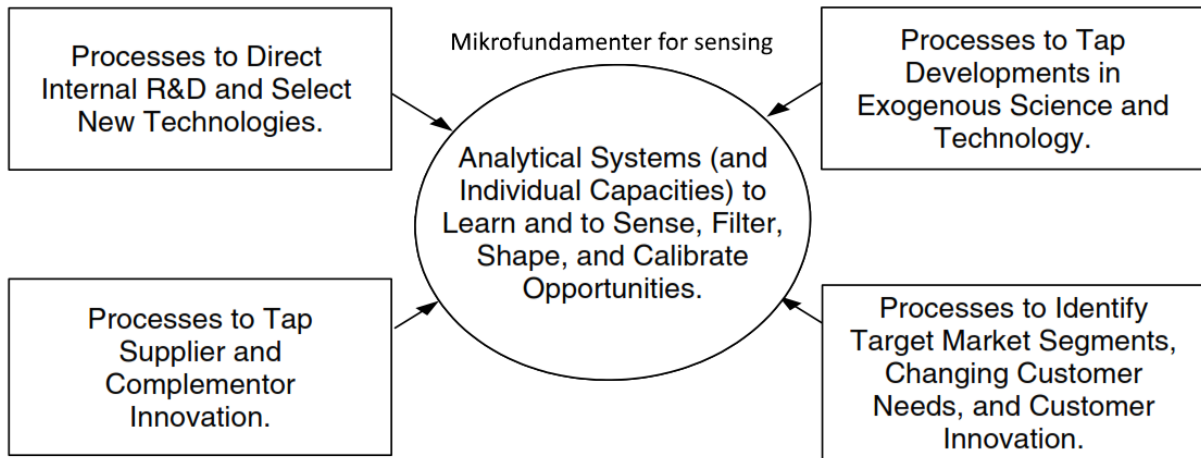 Processes to Direct
Internal R&D and Select
New Technologies.
Mikrofundamenter for sensing
Processes to Tap
Developments in
Exogenous Science and
Technology.
Analytical Systems (and
Individual Capacities) to
Learn and to Sense, Filter,
Shape, and Calibrate
Opportunities.
Processes to Tap
Supplier and
Complementor
Innovation.
Processes to Identify
Target Market Segments,
Changing Customer
Needs, and Customer
Innovation.